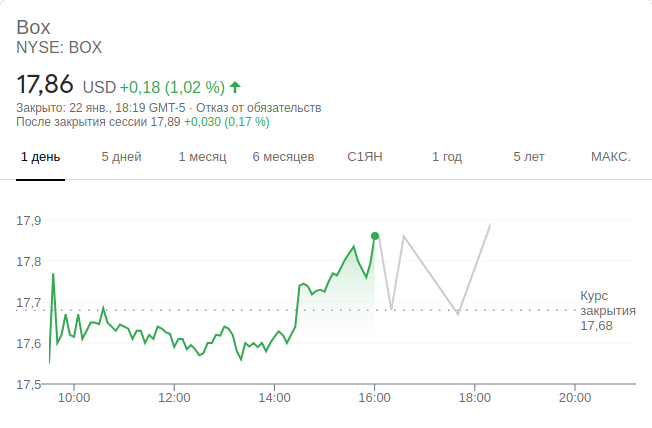 Box
NYSE: BOX
17,86 USD +0,18 (1,02 %)
Закрыто: 22 янв., 18:19 GMT-5 · Отказ от обязательств
После закрытия сессии 17,89 +0,030 (0,17 %)
1 день 5 дней 1 месяц 6 месяцев С1ЯН 1 год 5 лет МАКС.
17,9
17,8
17,7
Курс
закрытия
17,68
17,6
17,5
10:00 12:00 14:00 16:00 18:00 20:00